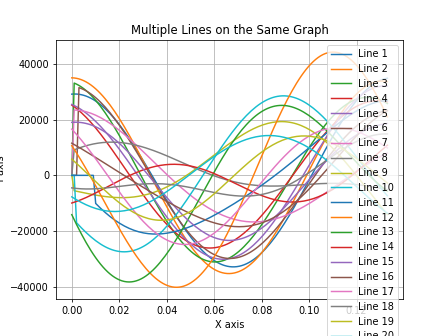 Multiple Lines on the Same Graph
40000
20000
0
−20000
−40000
0.00
0.02
0.04
0.06
0.08
0.10
X axis
axis
Line 1
Line 2
Line 3
Line 4
Line 5
Line 6
Line 7
Line 8
Line 9
Line 10
Line 11
Line 12
Line 13
Line 14
Line 15
Line 16
Line 17
Line 18
Line 19
Line 20